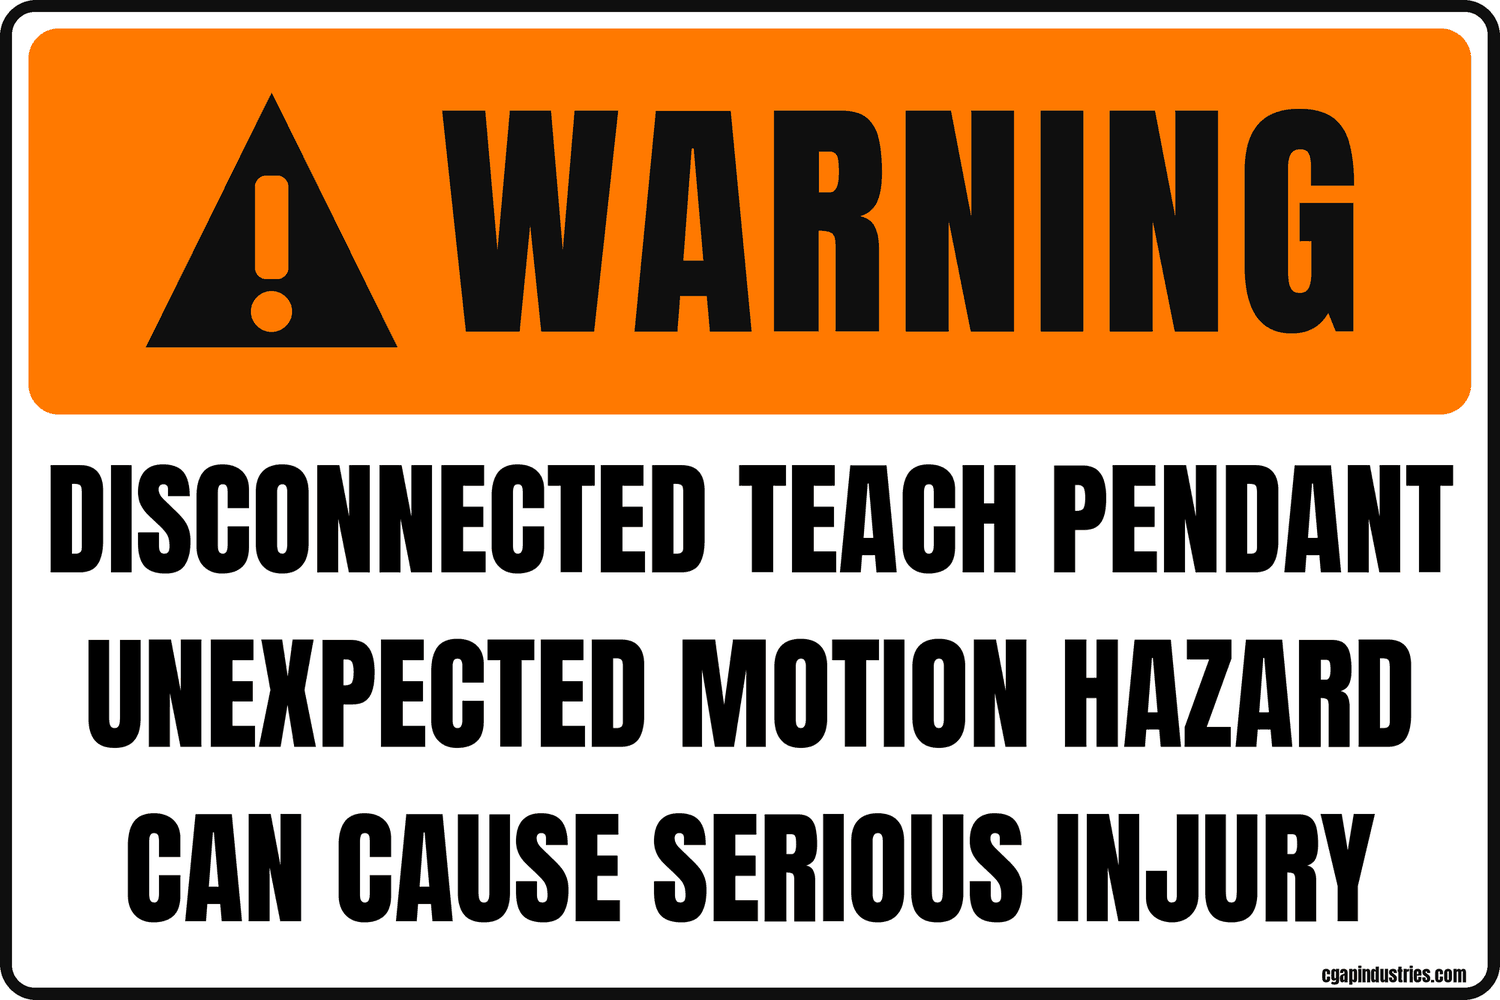 WARNING
DISCONNECTED TEACH PENDANT
UNEXPECTED MOTION HAZARD
CAN CAUSE SERIOUS INJURY
cgapindustries.com